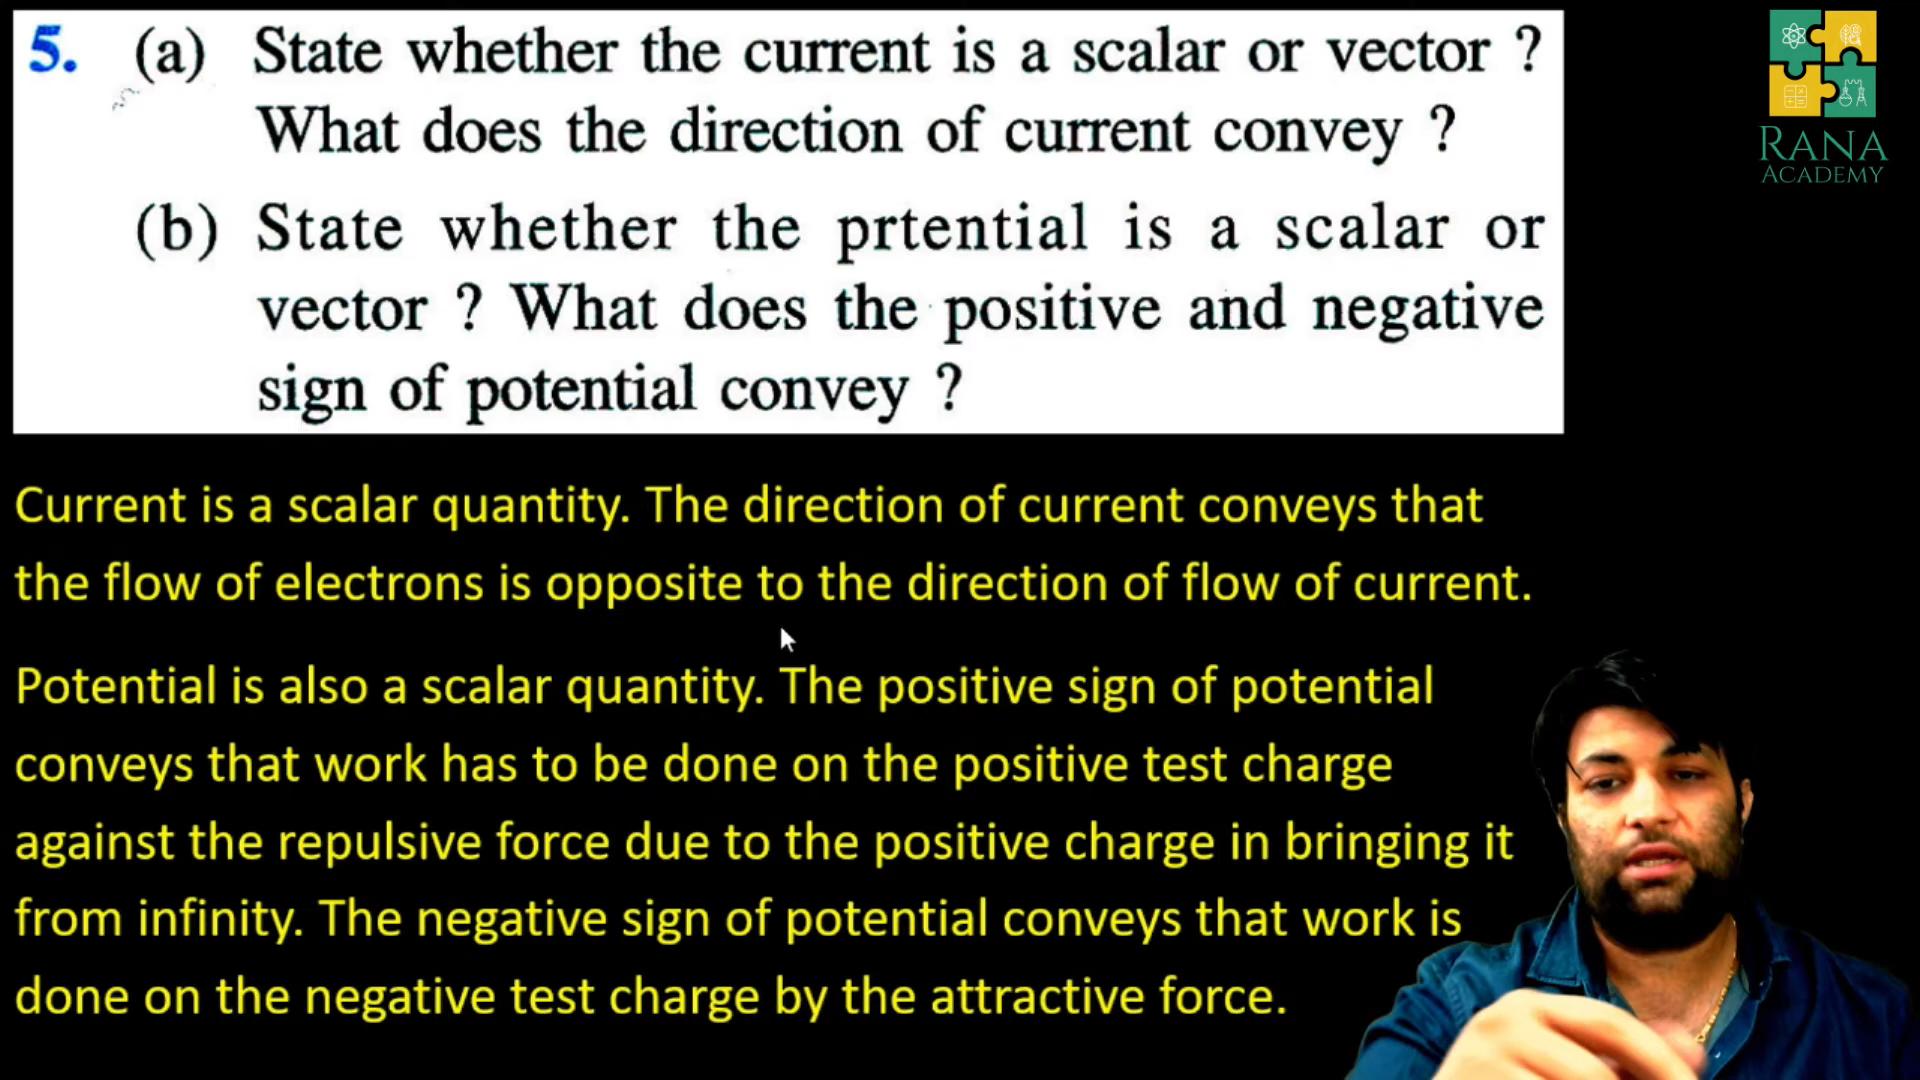 5. (a) State whether the current is a scalar or vector ?
What does the direction of current convey ?
(b) State whether the prtential is a scalar or
vector ? What does the positive and negative
sign of potential convey ?
RANA
ACADEMY
Current is a scalar quantity. The direction of current conveys that
the flow of electrons is opposite to the direction of flow of current.
Potential is also a scalar quantity. The positive sign of potential
conveys that work has to be done on the positive test charge
against the repulsive force due to the positive charge in bringing it
from infinity. The negative sign of potential conveys that work is
done on the negative test charge by the attractive force.